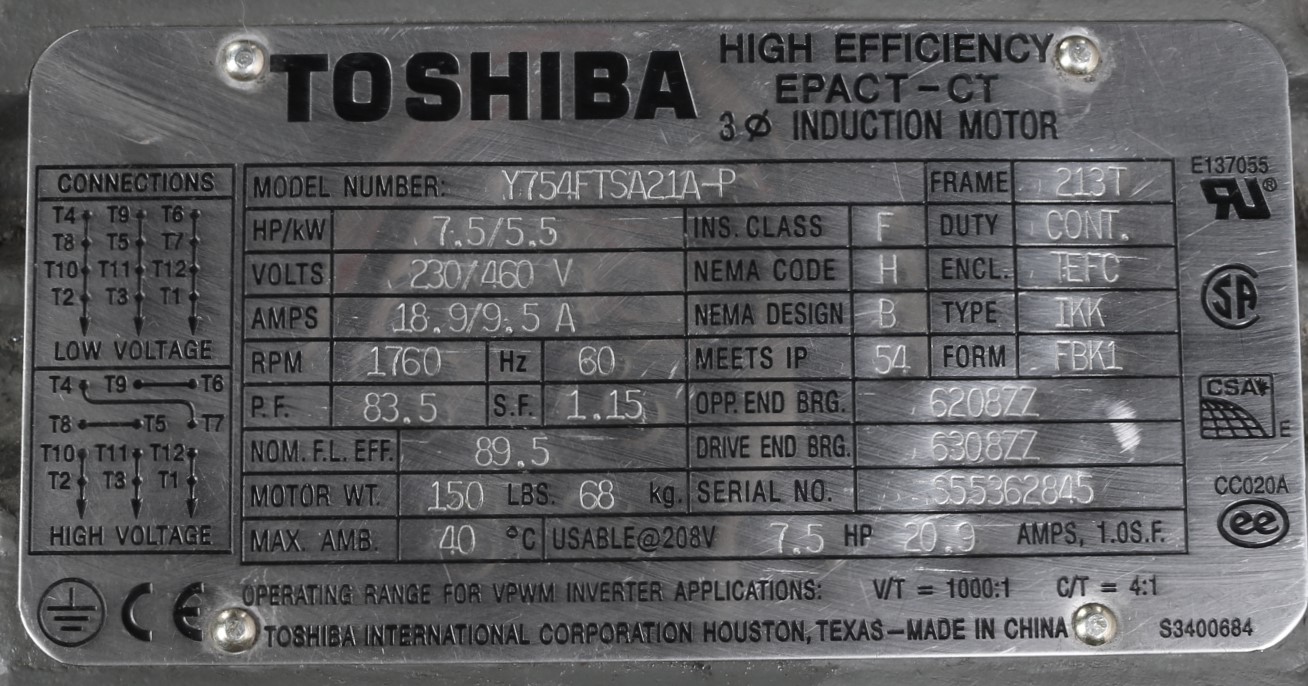 TOSHIBA
HIGH EFFICIENCY
EPACT-CT
3 Ø INDUCTION MOTOR
CONNECTIONS
T4 T9 T6
T8 T5 T7
T10 T11 T12
T2 T3 T1
LOW VOLTAGE
T4 T9 T6
T8 T5 T7
T10 T11 T12
T2 T3 T1
HIGH VOLTAGE
MODEL NUMBER: Y754FTSA21A-P FRAME 213T
HP/kW 7.5/5.5 INS. CLASS F DUTY CONT.
VOLTS 230/460 V NEMA CODE H ENCL. TEFC
AMPS 18.9/9.5 A NEMA DESIGN B TYPE IKK
RPM 1760 Hz 60 MEETS IP 54 FORM FBK1
P.F. 83.5 S.F. 1.15 OPP. END BRG. 6208ZZ
NOM. F.L. EFF. 89.5 DRIVE END BRG. 6308ZZ
MOTOR WT. 150 LBS. 68 kg. SERIAL NO. 655362845
MAX. AMB. 40 °C USABLE@208V 7.5 HP 20.9 AMPS, 1.0S.F.
E137055
RU®
SA
CSA
E
CC020A
ee
OPERATING RANGE FOR VPWM INVERTER APPLICATIONS: V/T = 1000:1 C/T = 4:1
CE
TOSHIBA INTERNATIONAL CORPORATION HOUSTON, TEXAS—MADE IN CHINA
S3400684